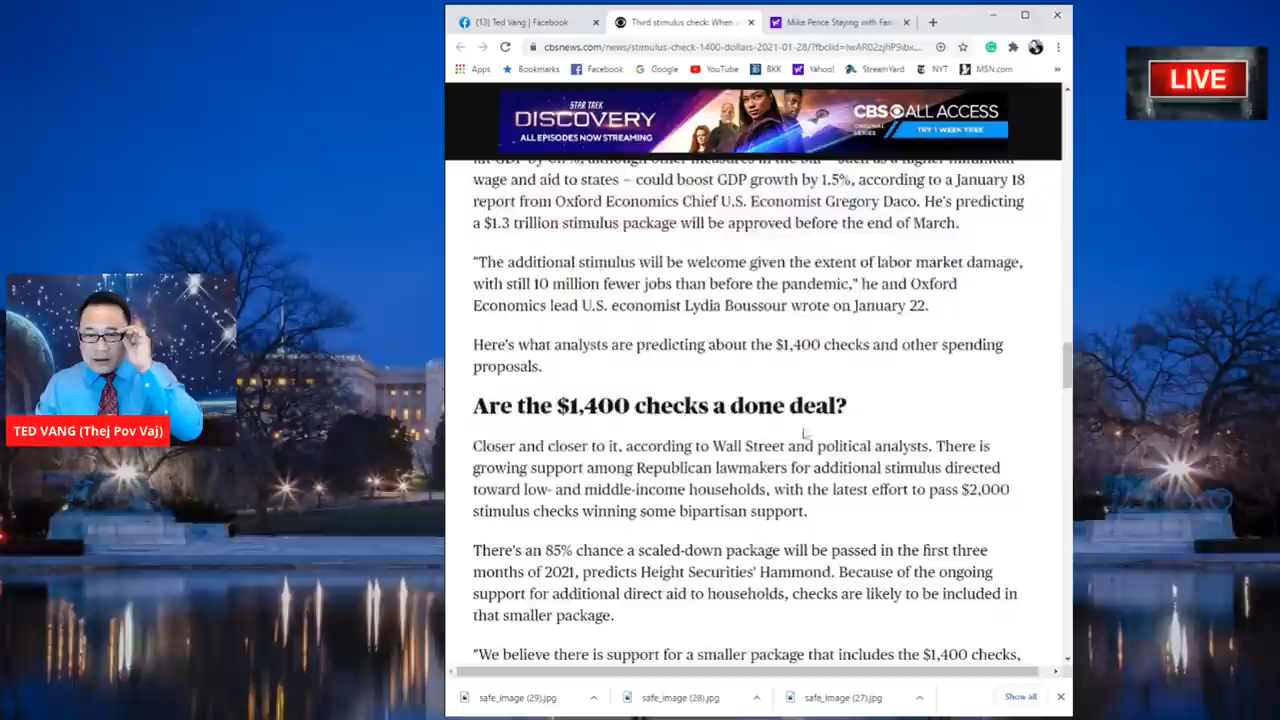 (13) Ted Vang | Facebook
Third stimulus check: When
Mike Pence Staying with Fam
cbsnews.com/news/stimulus-check-1400-dollars-2021-01-28/?fbclid=
Apps
Bookmarks
Facebook
Google
YouTube
BKK
Yahoo!
StreamYard
NYT
MSN.com
LIVE
STAR TREK
DISCOVERY
ALL EPISODES NOW STREAMING
CBS ALL ACCESS
ORIGINAL
SERIES
TRY 1 WEEK FREE
wage and aid to states — could boost GDP growth by 1.5%, according to a January 18
report from Oxford Economics Chief U.S. Economist Gregory Daco. He's predicting
a $1.3 trillion stimulus package will be approved before the end of March.
"The additional stimulus will be welcome given the extent of labor market damage,
with still 10 million fewer jobs than before the pandemic," he and Oxford
Economics lead U.S. economist Lydia Boussour wrote on January 22.
Here's what analysts are predicting about the $1,400 checks and other spending
proposals.
Are the $1,400 checks a done deal?
Closer and closer to it, according to Wall Street and political analysts. There is
growing support among Republican lawmakers for additional stimulus directed
toward low- and middle-income households, with the latest effort to pass $2,000
stimulus checks winning some bipartisan support.
There's an 85% chance a scaled-down package will be passed in the first three
months of 2021, predicts Height Securities' Hammond. Because of the ongoing
support for additional direct aid to households, checks are likely to be included in
that smaller package.
"We believe there is support for a smaller package that includes the $1,400 checks,
TED VANG (Thej Pov Vaj)
safe_image (29).jpg
safe_image (28).jpg
safe_image (27).jpg
Show all